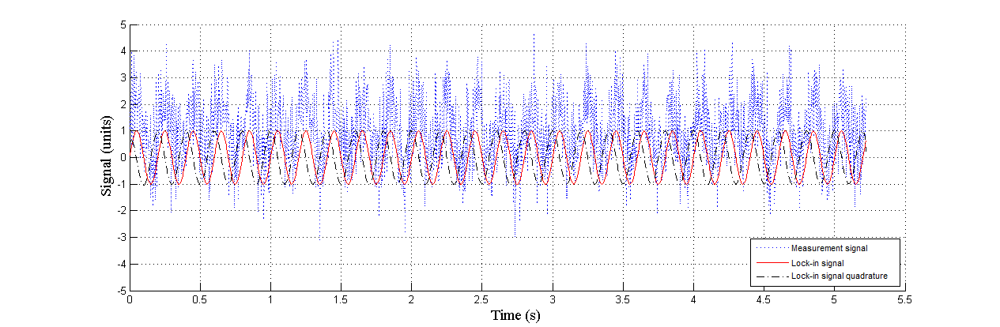 5
4
3
2
1
0
-1
-2
-3
-4
-5
Signal (units)
0 0.5 1 1.5 2 2.5 3 3.5 4 4.5 5 5.5
Time (s)
Measurement signal
Lock-in signal
Lock-in signal quadrature